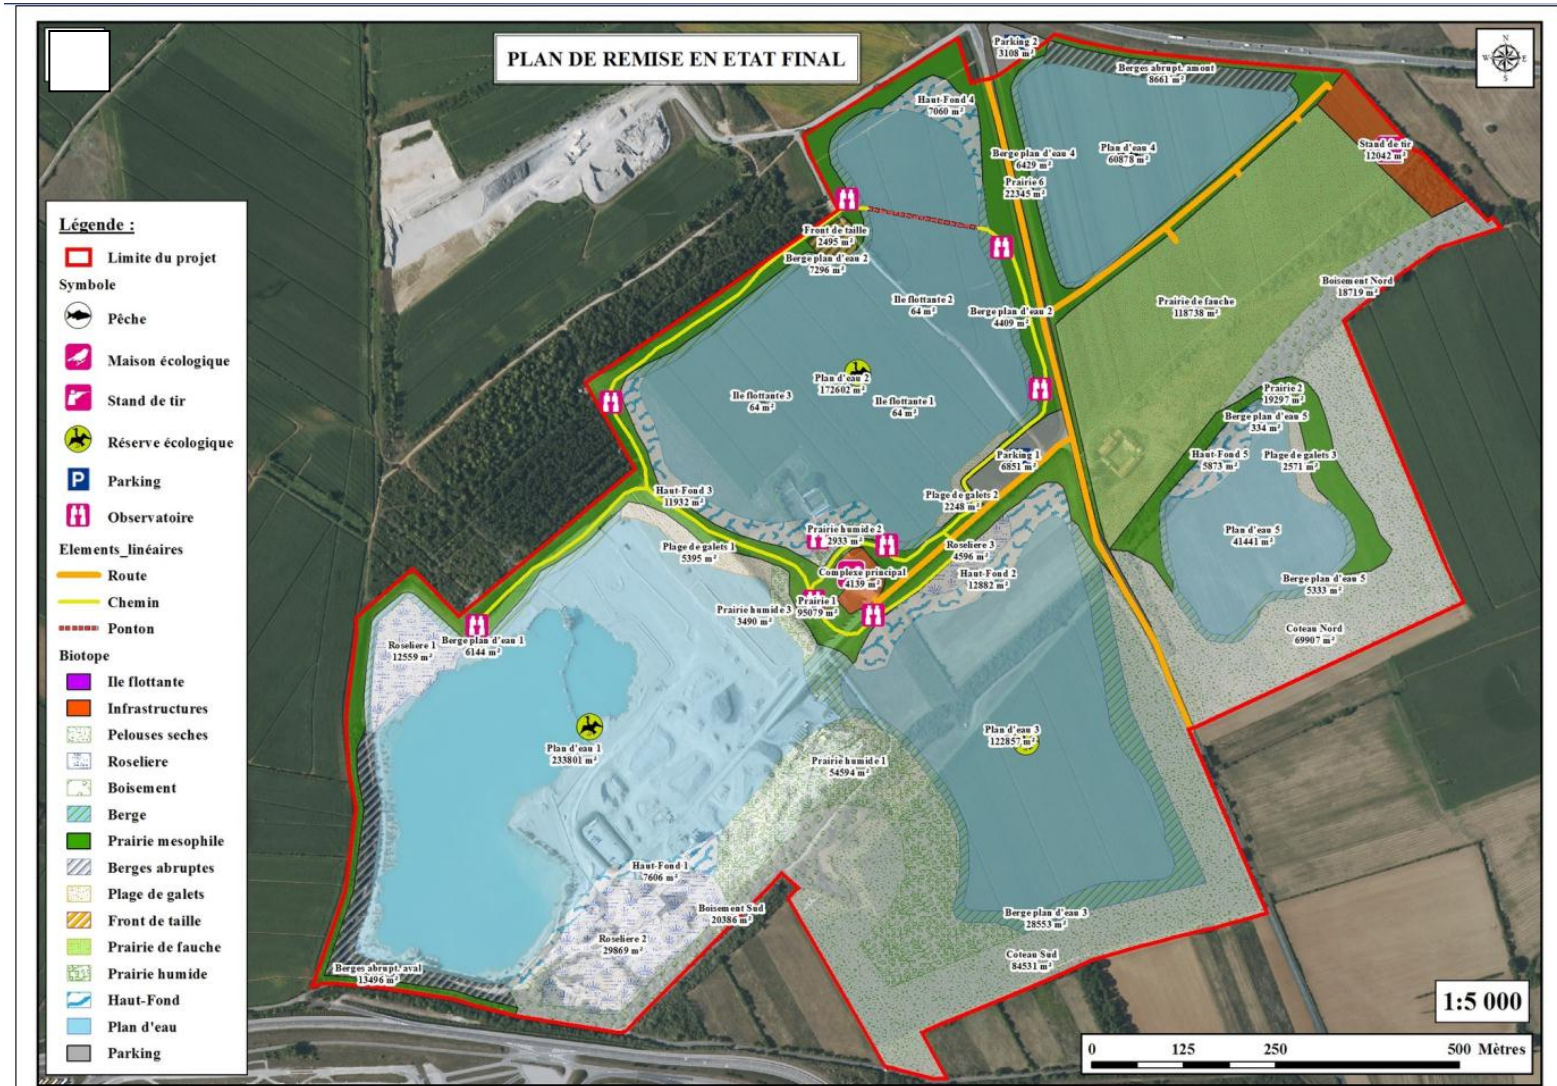 PLAN DE REMISE EN ETAT FINAL
N
W
E
S
Légende :
Limite du projet
Symbole
Pêche
Maison écologique
Stand de tir
Réserve écologique
P
Parking
Observatoire
Elements_linéaires
Route
Chemin
Ponton
Biotope
Ile flottante
Infrastructures
Pelouses seches
Roseliere
Boisement
Berge
Prairie mesophile
Berges abruptes
Plage de galets
Front de taille
Prairie de fauche
Prairie humide
Haut-Fond
Plan d'eau
Parking
Parking 2
3108 m²
Berges abrupt. amont
8661 m²
Haut-Fond 4
7060 m²
Berge plan d'eau 4
6429 m²
Plan d'eau 4
60878 m²
Stand de tir
12042 m²
Prairie 6
22345 m²
Front de taille
2495 m²
Berge plan d'eau 2
7296 m²
Boisement Nord
18719 m²
Ile flottante 2
64 m²
Berge plan d'eau 2
4409 m²
Prairie de fauche
118738 m²
Plan d'eau 2
172602 m²
Ile flottante 3
64 m²
Ile flottante 1
64 m²
Prairie 2
19297 m²
Berge plan d'eau 5
334 m²
Haut-Fond 5
5873 m²
Plage de galets 3
2571 m²
Parking 1
6851 m²
Haut-Fond 3
11932 m²
Plage de galets 2
2248 m²
Plan d'eau 5
41441 m²
Prairie humide 2
2933 m²
Plage de galets 1
5395 m²
Roseliere 3
4596 m²
Complexe principal
4139 m²
Haut-Fond 2
12882 m²
Berge plan d'eau 5
5333 m²
Prairie 1
95079 m²
Prairie humide 3
3490 m²
Coteau Nord
69907 m²
Roseliere 1
12559 m²
Berge plan d'eau 1
6144 m²
Plan d'eau 1
233801 m²
Plan d'eau 3
122857 m²
Prairie humide 1
54594 m²
Haut-Fond 1
7606 m²
Boisement Sud
20386 m²
Berge plan d'eau 3
28553 m²
Roseliere 2
29869 m²
Coteau Sud
84531 m²
Berges abrupt. aval
13496 m²
1:5 000
0 125 250 500 Mètres